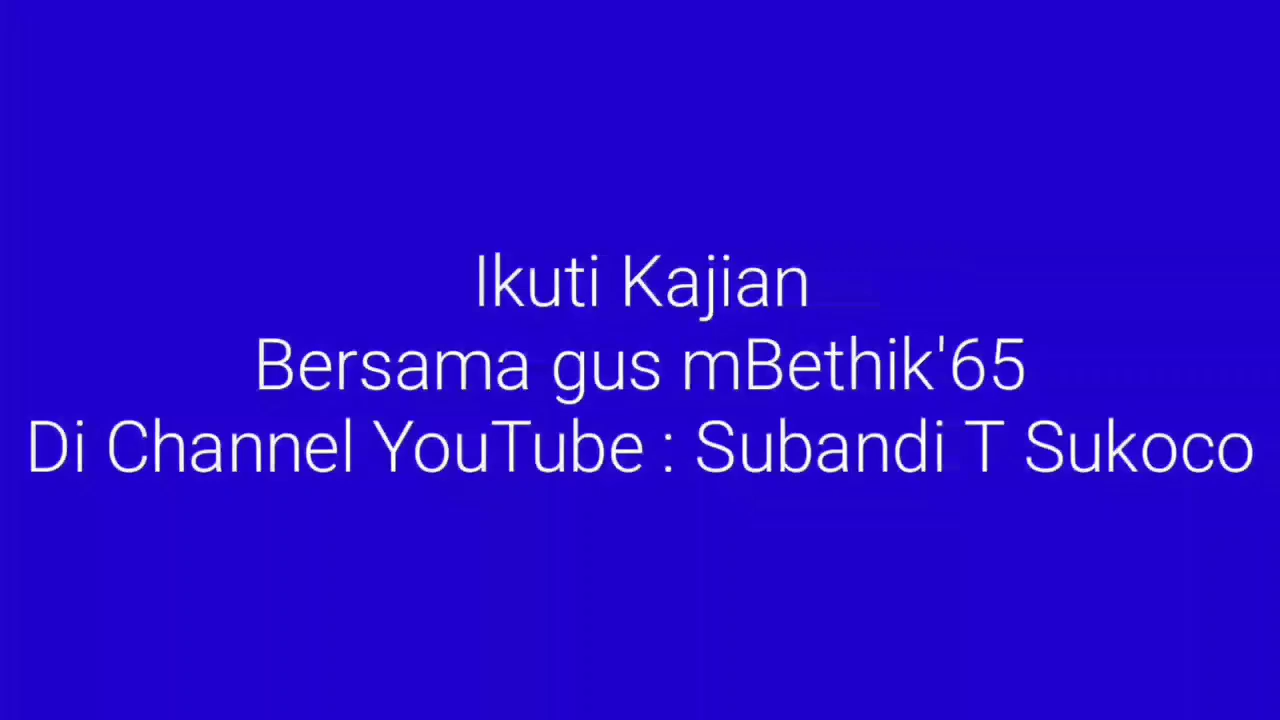 Ikuti Kajian
Bersama gus mBethik'65
Di Channel YouTube : Subandi T Sukoco